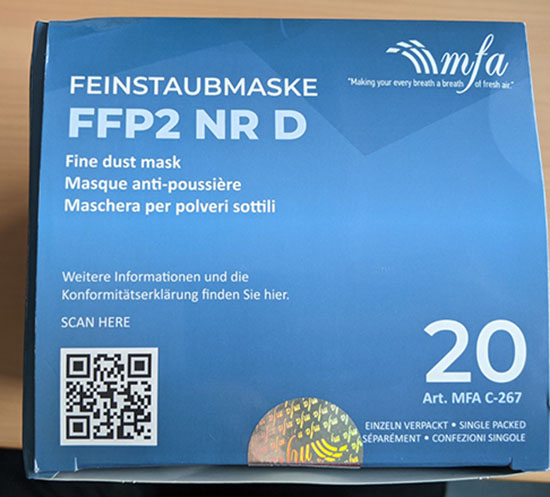 mfa
"Making your every breath a breath of fresh air."
FEINSTAUBMASKE
FFP2 NR D
Fine dust mask
Masque anti-poussière
Maschera per polveri sottili
Weitere Informationen und die
Konformitätserklärung finden Sie hier.
SCAN HERE
20
Art. MFA C-267
EINZELN VERPACKT • SINGLE PACKED
SÉPARÉMENT • CONFEZIONI SINGOLE